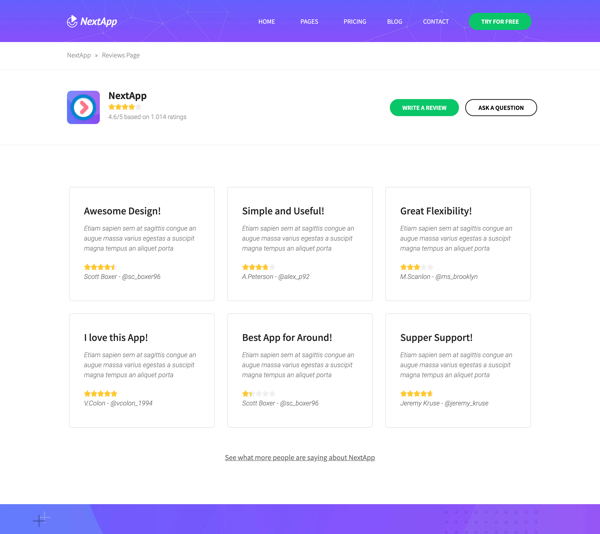 NextApp
HOME PAGES PRICING BLOG CONTACT TRY FOR FREE
NextApp » Reviews Page
NextApp
4.6/5 based on 1.014 ratings
WRITE A REVIEW ASK A QUESTION
Awesome Design!
Etiam sapien sem at sagittis congue an
augue massa varius egestas a suscipit
magna tempus an aliquet porta
Scott Boxer - @sc_boxer96
Simple and Useful!
Etiam sapien sem at sagittis congue an
augue massa varius egestas a suscipit
magna tempus an aliquet porta
A.Peterson - @alex_p92
Great Flexibility!
Etiam sapien sem at sagittis congue an
augue massa varius egestas a suscipit
magna tempus an aliquet porta
M.Scanlon - @ms_brooklyn
I love this App!
Etiam sapien sem at sagittis congue an
augue massa varius egestas a suscipit
magna tempus an aliquet porta
V.Colon - @vcolon_1994
Best App for Around!
Etiam sapien sem at sagittis congue an
augue massa varius egestas a suscipit
magna tempus an aliquet porta
Scott Boxer - @sc_boxer96
Supper Support!
Etiam sapien sem at sagittis congue an
augue massa varius egestas a suscipit
magna tempus an aliquet porta
Jeremy Kruse - @jeremy_kruse
See what more people are saying about NextApp